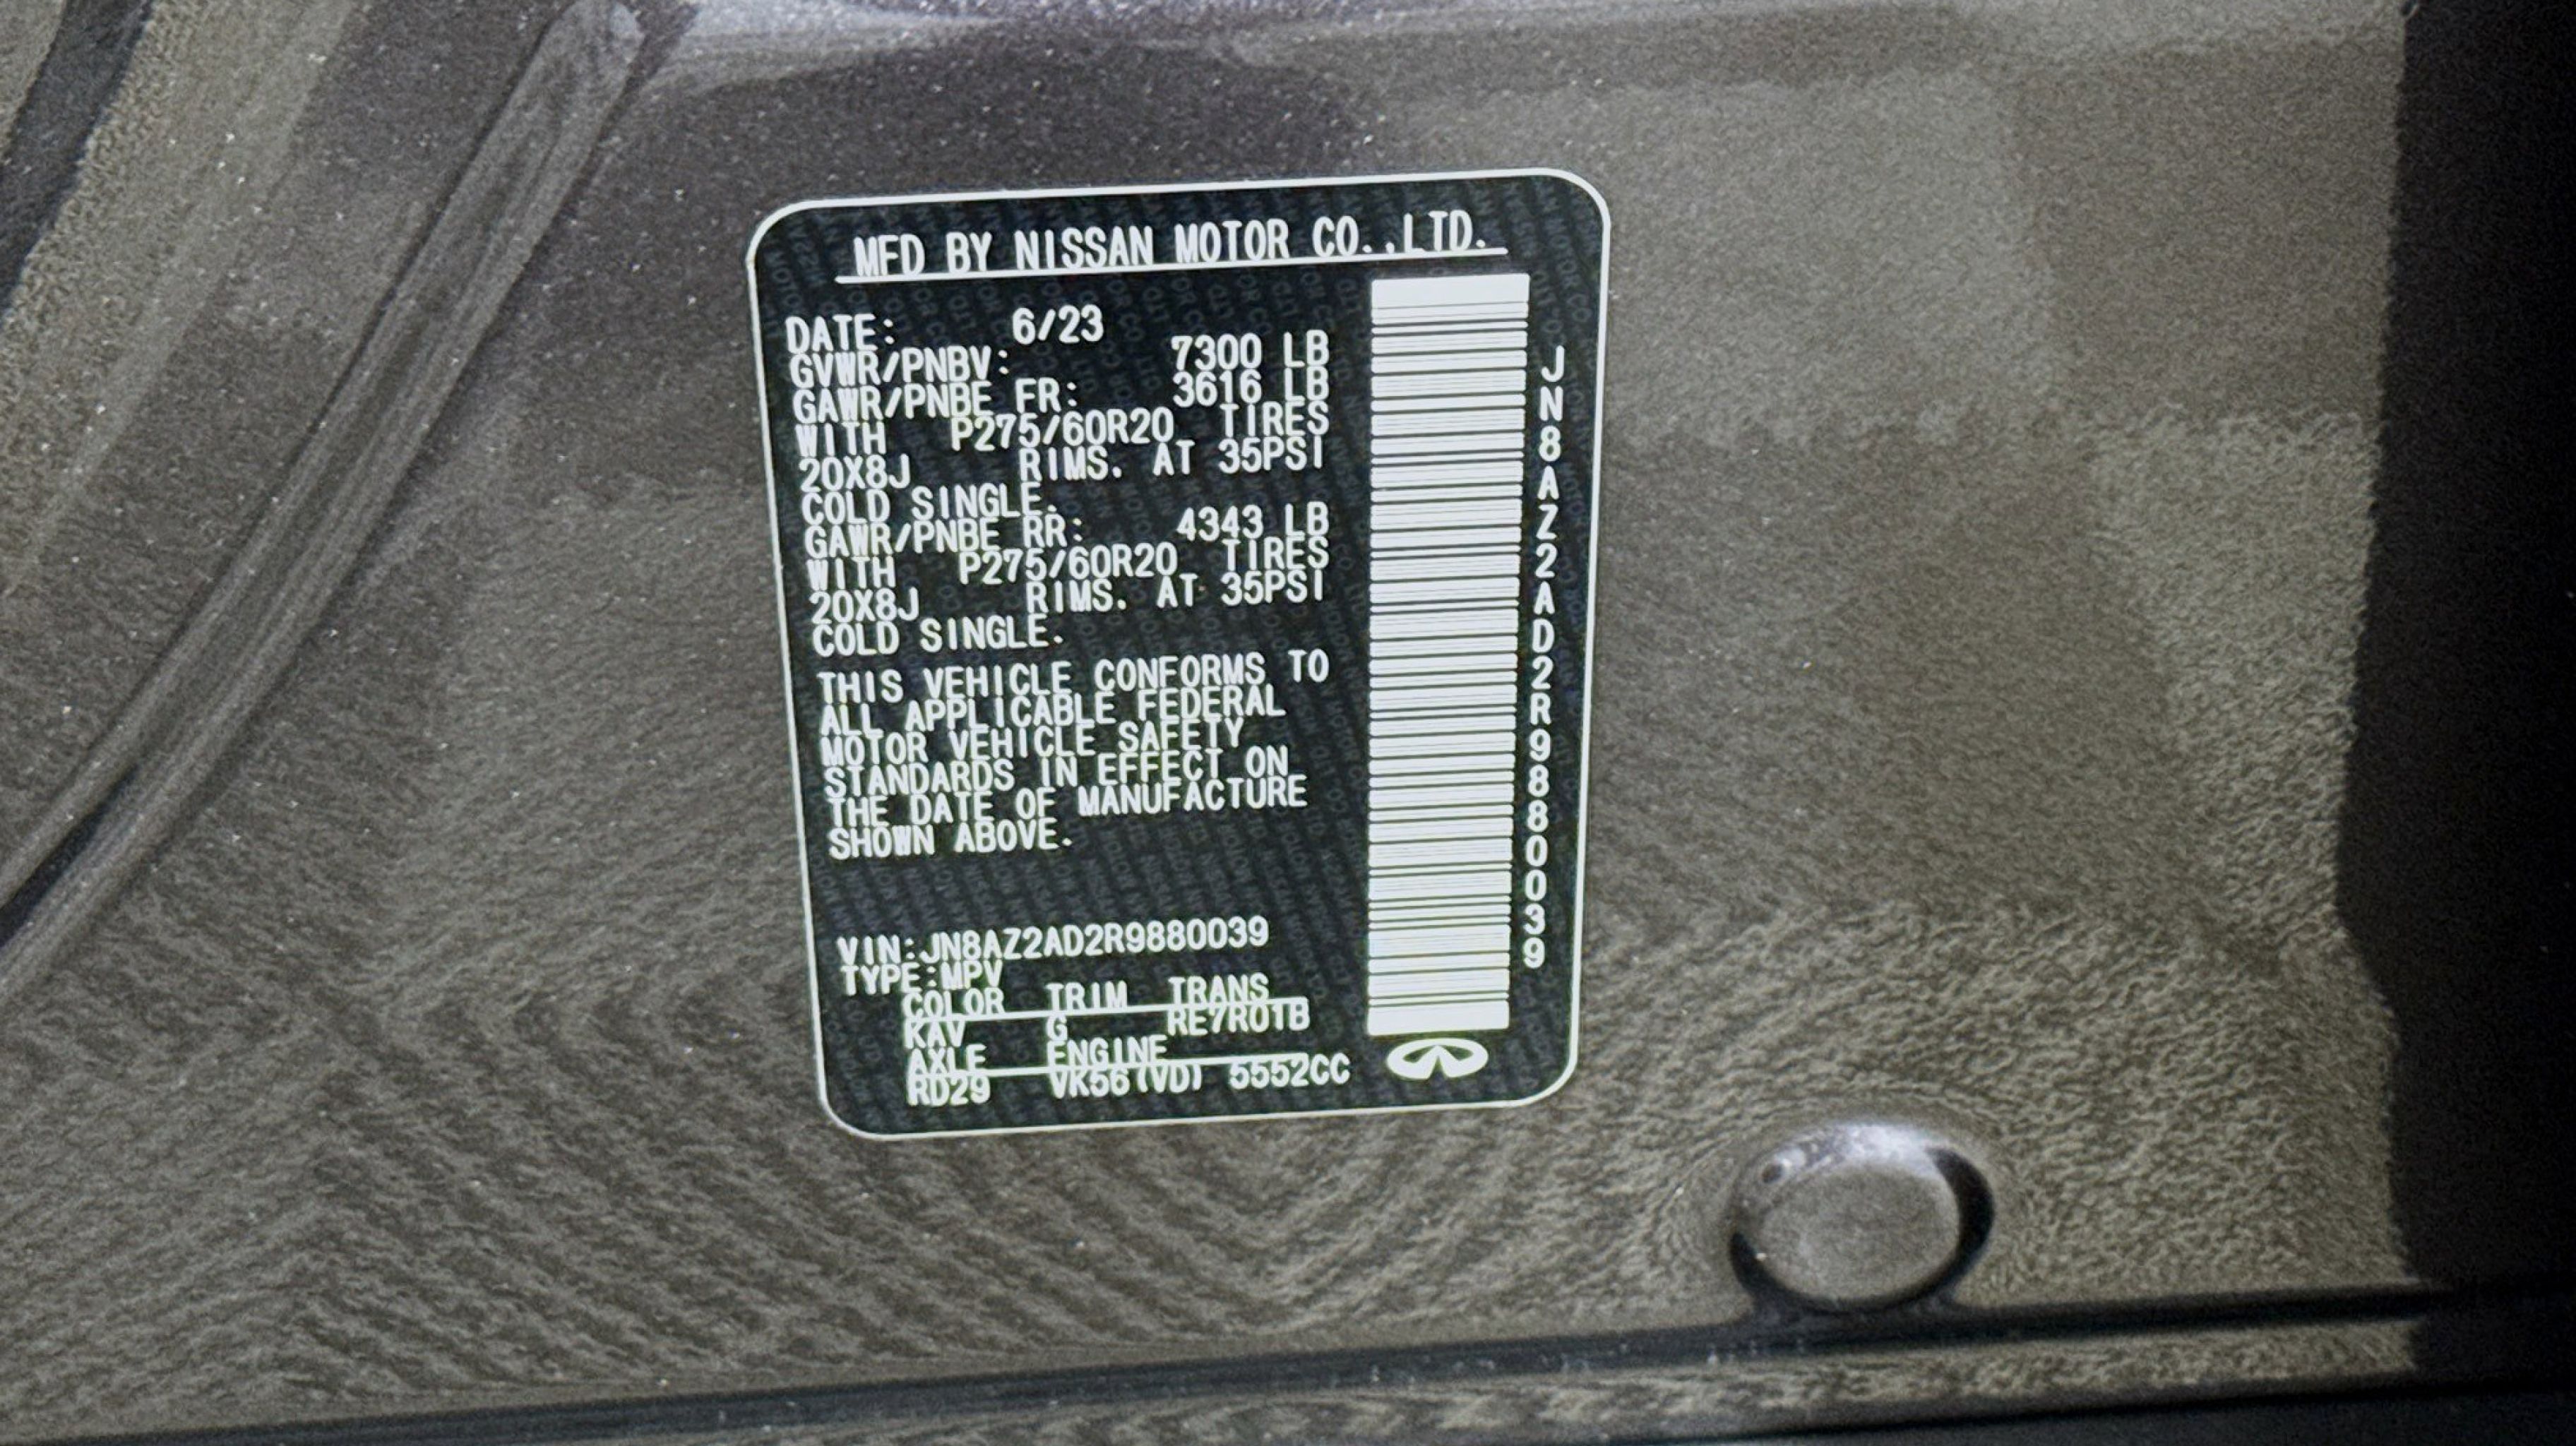 MFD BY NISSAN MOTOR CO.,LTD.
DATE: 6/23
GVWR/PNBV: 7300 LB
GAWR/PNBE FR: 3616 LB
WITH P275/60R20 TIRES
20X8J RIMS. AT 35PSI
COLD SINGLE.
GAWR/PNBE RR: 4343 LB
WITH P275/60R20 TIRES
20X8J RIMS. AT 35PSI
COLD SINGLE.
THIS VEHICLE CONFORMS TO
ALL APPLICABLE FEDERAL
MOTOR VEHICLE SAFETY
STANDARDS IN EFFECT ON
THE DATE OF MANUFACTURE
SHOWN ABOVE.
VIN:JN8AZ2AD2R9880039
TYPE:MPV
COLOR TRIM TRANS
KAV G RE7R01B
AXLE ENGINE
RD29 VK56(VD) 5552CC
JN8AZ2AD2R9880039